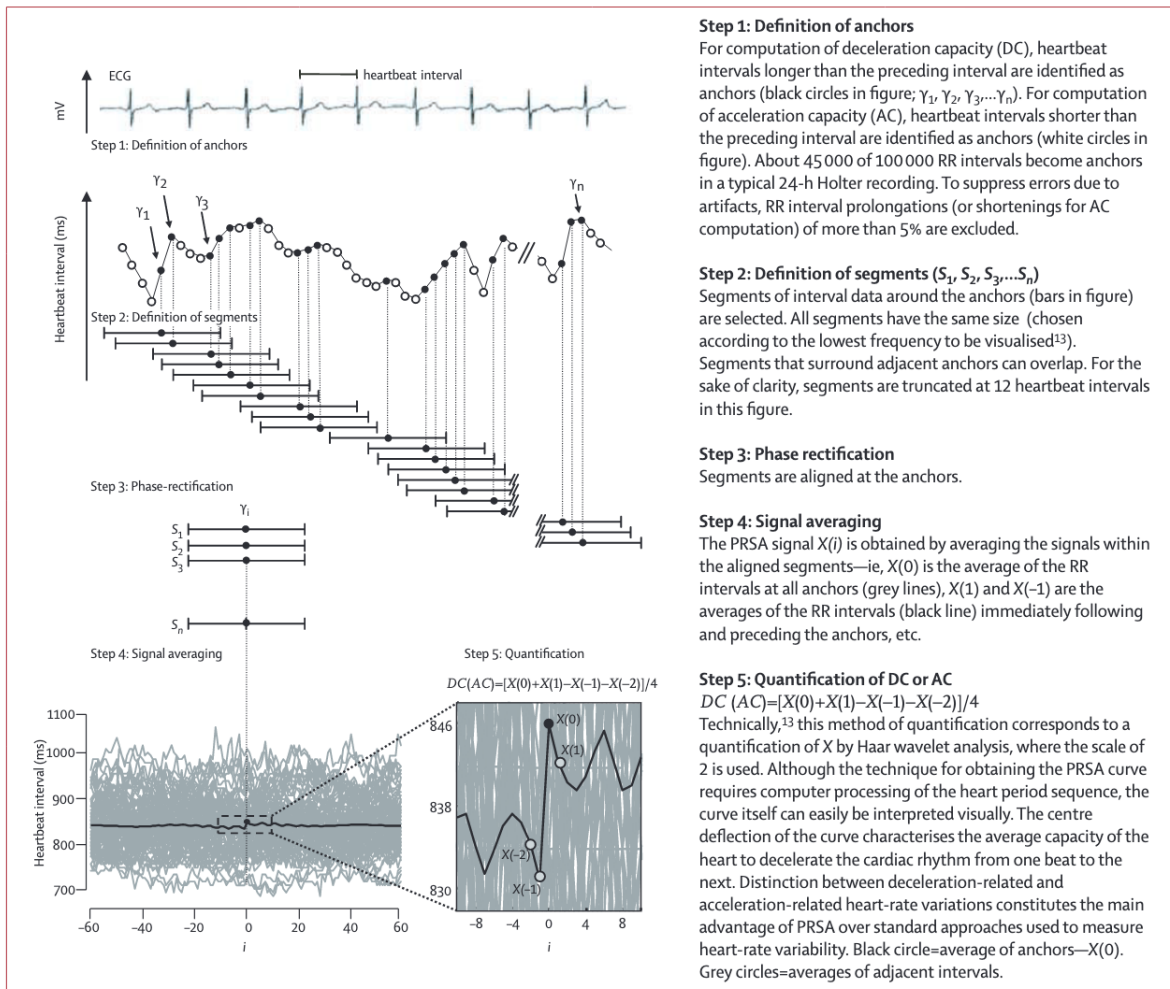 ECG
heartbeat interval
mV
Step 1: Definition of anchors
γ1
γ2
γ3
γn
Heartbeat interval (ms)
Step 2: Definition of segments
Step 3: Phase-rectification
γi
S1
S2
S3
Sn
Step 4: Signal averaging
1100
1000
900
800
700
Heartbeat interval (ms)
–60 –40 –20 0 20 40 60
i
Step 5: Quantification
DC(AC)=[X(0)+X(1)–X(–1)–X(–2)]/4
846
838
830
X(0)
X(1)
X(–2)
X(–1)
–8 –4 0 4 8
i
Step 1: Definition of anchors
For computation of deceleration capacity (DC), heartbeat
intervals longer than the preceding interval are identified as
anchors (black circles in figure; γ1, γ2, γ3,...γn). For computation
of acceleration capacity (AC), heartbeat intervals shorter than
the preceding interval are identified as anchors (white circles in
figure). About 45 000 of 100 000 RR intervals become anchors
in a typical 24-h Holter recording. To suppress errors due to
artifacts, RR interval prolongations (or shortenings for AC
computation) of more than 5% are excluded.
Step 2: Definition of segments (S1, S2, S3,...Sn)
Segments of interval data around the anchors (bars in figure)
are selected. All segments have the same size (chosen
according to the lowest frequency to be visualised13).
Segments that surround adjacent anchors can overlap. For the
sake of clarity, segments are truncated at 12 heartbeat intervals
in this figure.
Step 3: Phase rectification
Segments are aligned at the anchors.
Step 4: Signal averaging
The PRSA signal X(i) is obtained by averaging the signals within
the aligned segments—ie, X(0) is the average of the RR
intervals at all anchors (grey lines), X(1) and X(–1) are the
averages of the RR intervals (black line) immediately following
and preceding the anchors, etc.
Step 5: Quantification of DC or AC
DC (AC)=[X(0)+X(1)–X(–1)–X(–2)]/4
Technically,13 this method of quantification corresponds to a
quantification of X by Haar wavelet analysis, where the scale of
2 is used. Although the technique for obtaining the PRSA curve
requires computer processing of the heart period sequence, the
curve itself can easily be interpreted visually. The centre
deflection of the curve characterises the average capacity of the
heart to decelerate the cardiac rhythm from one beat to the
next. Distinction between deceleration-related and
acceleration-related heart-rate variations constitutes the main
advantage of PRSA over standard approaches used to measure
heart-rate variability. Black circle=average of anchors—X(0).
Grey circles=averages of adjacent intervals.